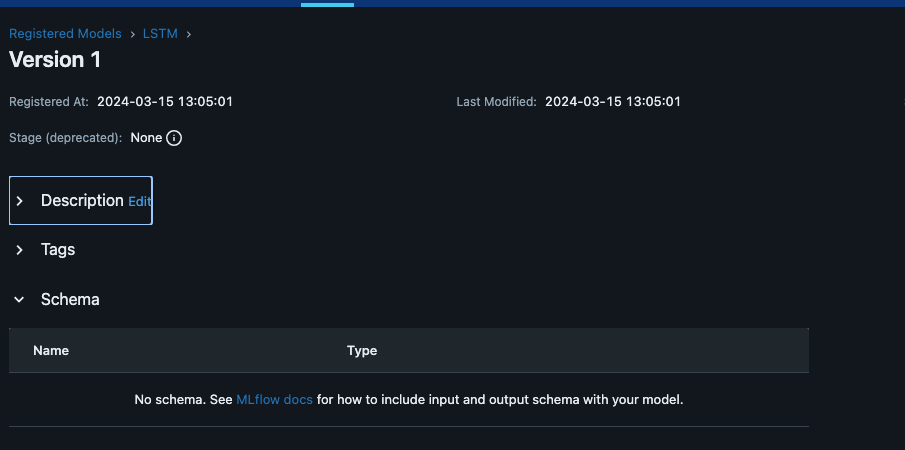 Registered Models › LSTM ›
Version 1
Registered At: 2024-03-15 13:05:01 Last Modified: 2024-03-15 13:05:01
Stage (deprecated): None
Description Edit
Tags
Schema
Name Type
No schema. See MLflow docs for how to include input and output schema with your model.